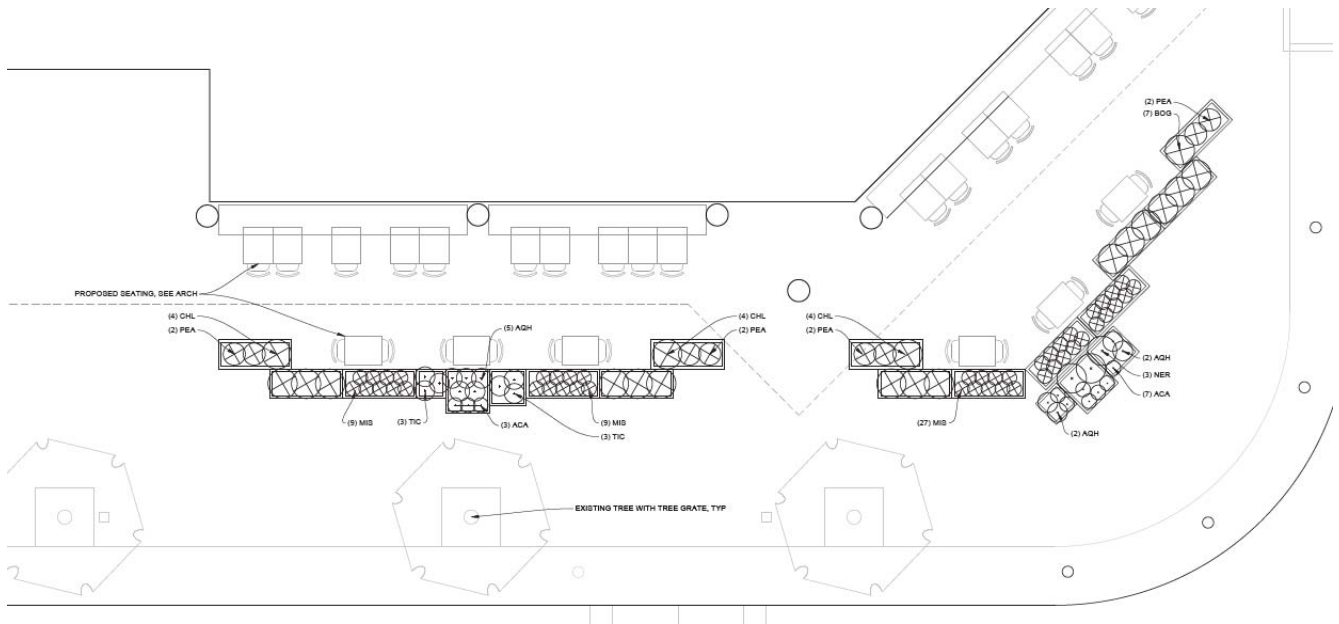 (2) PEA
(7) BOG
PROPOSED SEATING, SEE ARCH
(4) CHL
(2) PEA
(5) AQH
(4) CHL
(2) PEA
(4) CHL
(2) PEA
(2) AQH
(3) NER
(7) ACA
(9) MIS
(3) TIC
(3) ACA
(9) MIS
(3) TIC
(27) MIS
(2) AQH
EXISTING TREE WITH TREE GRATE, TYP